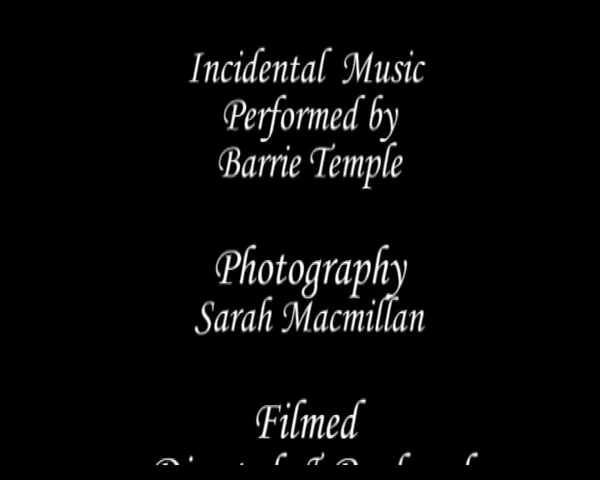 Incidental Music
Performed by
Barrie Temple
Photography
Sarah Macmillan
Filmed